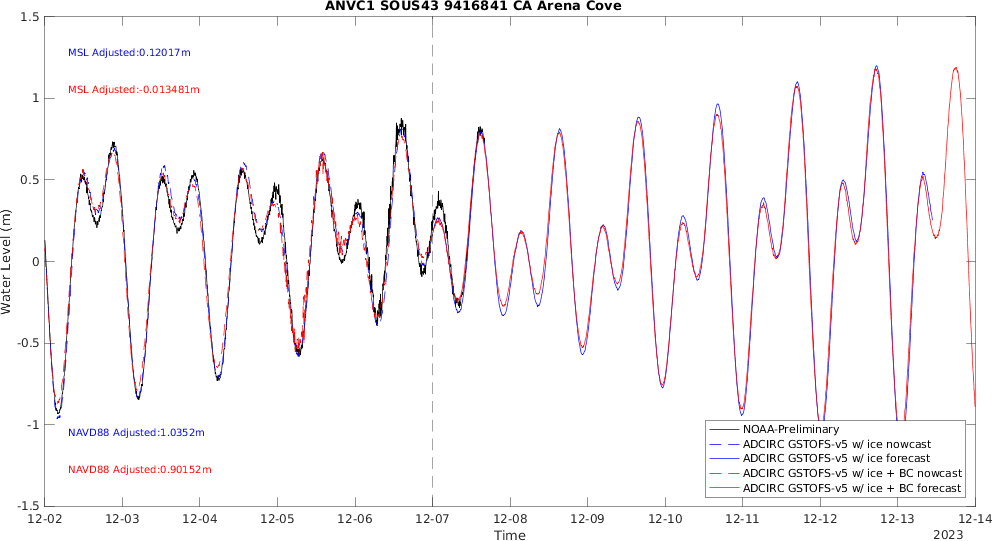 ANVC1 SOUS43 9416841 CA Arena Cove
1.5
1
0.5
0
-0.5
-1
-1.5
Water Level (m)
MSL Adjusted:0.12017m
MSL Adjusted:-0.013481m
NAVD88 Adjusted:1.0352m
NAVD88 Adjusted:0.90152m
NOAA-Preliminary
ADCIRC GSTOFS-v5 w/ ice nowcast
ADCIRC GSTOFS-v5 w/ ice forecast
ADCIRC GSTOFS-v5 w/ ice + BC nowcast
ADCIRC GSTOFS-v5 w/ ice + BC forecast
12-02 12-03 12-04 12-05 12-06 12-07 12-08 12-09 12-10 12-11 12-12 12-13 12-14
Time
2023